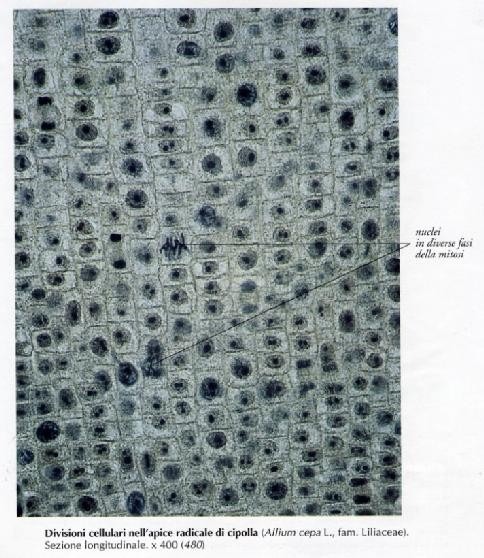 nuclei
in diverse fasi
della mitosi
Divisioni cellulari nell'apice radicale di cipolla (Allium cepa L., fam. Liliaceae).
Sezione longitudinale. x 400 (480)